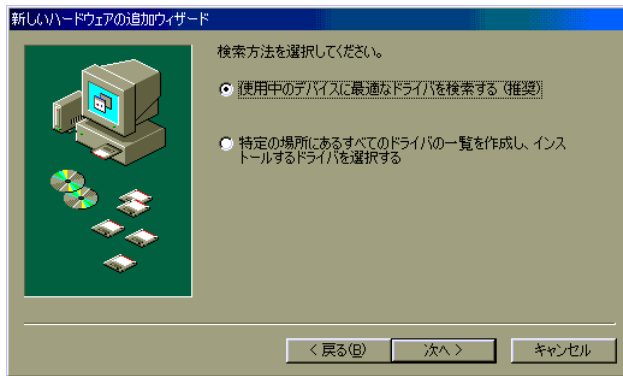 新しいハードウェアの追加ウィザード
検索方法を選択してください。
使用中のデバイスに最適なドライバを検索する (推奨)
特定の場所にあるすべてのドライバの一覧を作成し、インス
トールするドライバを選択する
< 戻る(B)
次へ >
キャンセル